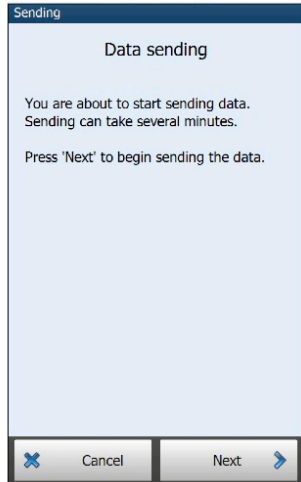 Sending
Data sending
You are about to start sending data.
Sending can take several minutes.
Press 'Next' to begin sending the data.
Cancel
Next